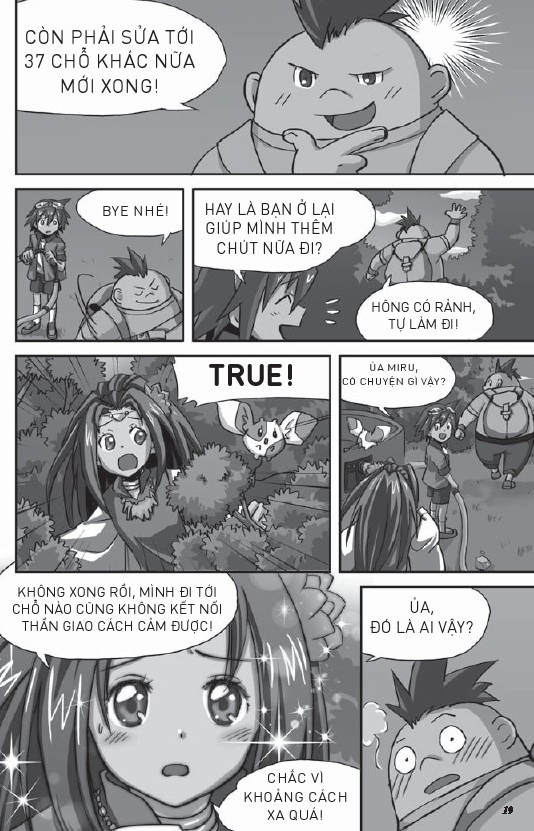 CÒN PHẢI SỬA TỚI
37 CHỖ KHÁC NỮA
MỚI XONG!
BYE NHÉ!
HAY LÀ BẠN Ở LẠI
GIÚP MÌNH THÊM
CHÚT NỮA ĐI?
HÔNG CÓ RẢNH,
TỰ LÀM ĐI!
TRUE!
ỦA MIRU,
CÓ CHUYỆN GÌ VẬY?
KHÔNG XONG RỒI, MÌNH ĐI TỚI
CHỖ NÀO CŨNG KHÔNG KẾT NỐI
THẦN GIAO CÁCH CẢM ĐƯỢC!
CHẮC VÌ
KHOẢNG CÁCH
XA QUÁ!
ỦA,
ĐÓ LÀ AI VẬY?
19